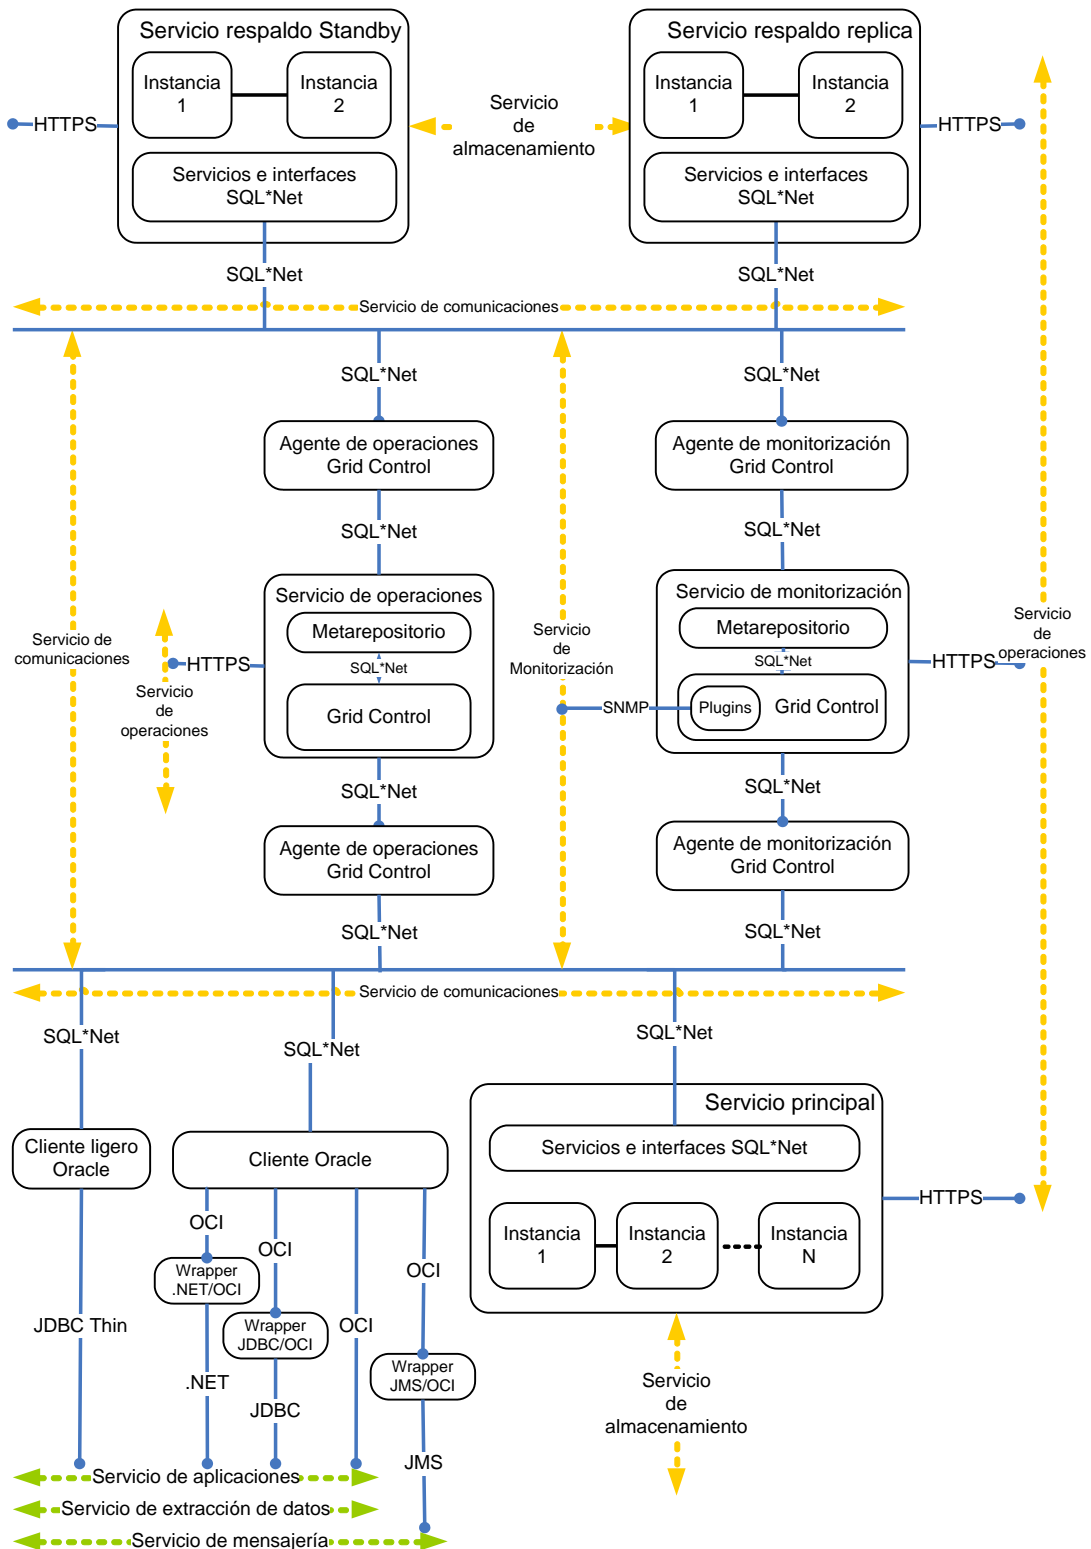 Servicio respaldo Standby
Instancia
1
Instancia
2
HTTPS
Servicios e interfaces
SQL*Net
Servicio
de
almacenamiento
Servicio respaldo replica
Instancia
1
Instancia
2
HTTPS
Servicios e interfaces
SQL*Net
SQL*Net
SQL*Net
Servicio de comunicaciones
SQL*Net
SQL*Net
Agente de operaciones
Grid Control
Agente de monitorización
Grid Control
SQL*Net
SQL*Net
Servicio de
comunicaciones
Servicio de operaciones
Metarepositorio
SQL*Net
Grid Control
HTTPS
Servicio
de
operaciones
Servicio
de
Monitorización
Servicio de monitorización
Metarepositorio
SQL*Net
Plugins
Grid Control
SNMP
HTTPS
Servicio
de
operaciones
SQL*Net
SQL*Net
Agente de operaciones
Grid Control
Agente de monitorización
Grid Control
SQL*Net
SQL*Net
Servicio de comunicaciones
SQL*Net
SQL*Net
SQL*Net
Cliente ligero
Oracle
Cliente Oracle
Servicio principal
Servicios e interfaces SQL*Net
Instancia
1
Instancia
2
Instancia
N
HTTPS
OCI
OCI
OCI
OCI
Wrapper
.NET/OCI
Wrapper
JDBC/OCI
Wrapper
JMS/OCI
JDBC Thin
.NET
JDBC
JMS
Servicio
de
almacenamiento
Servicio de aplicaciones
Servicio de extracción de datos
Servicio de mensajería